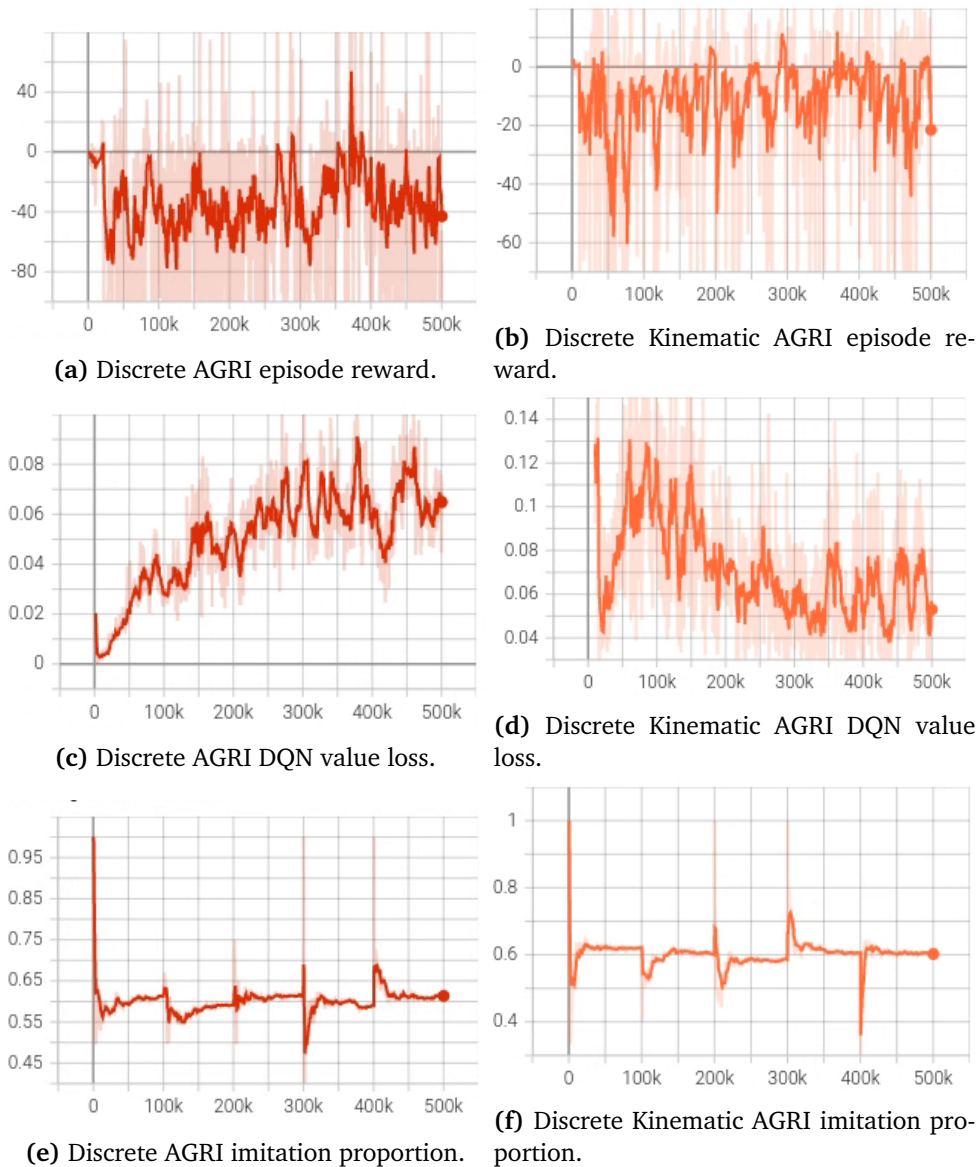 40
0
-40
-80
0 100k 200k 300k 400k 500k
(a) Discrete AGRI episode reward.
0
-20
-40
-60
0 100k 200k 300k 400k 500k
(b) Discrete Kinematic AGRI episode re-
ward.
0.08
0.06
0.04
0.02
0
0 100k 200k 300k 400k 500k
(c) Discrete AGRI DQN value loss.
0.14
0.12
0.1
0.08
0.06
0.04
0 100k 200k 300k 400k 500k
(d) Discrete Kinematic AGRI DQN value
loss.
0.95
0.85
0.75
0.65
0.55
0.45
0 100k 200k 300k 400k 500k
(e) Discrete AGRI imitation proportion.
1
0.8
0.6
0.4
0 100k 200k 300k 400k 500k
(f) Discrete Kinematic AGRI imitation pro-
portion.